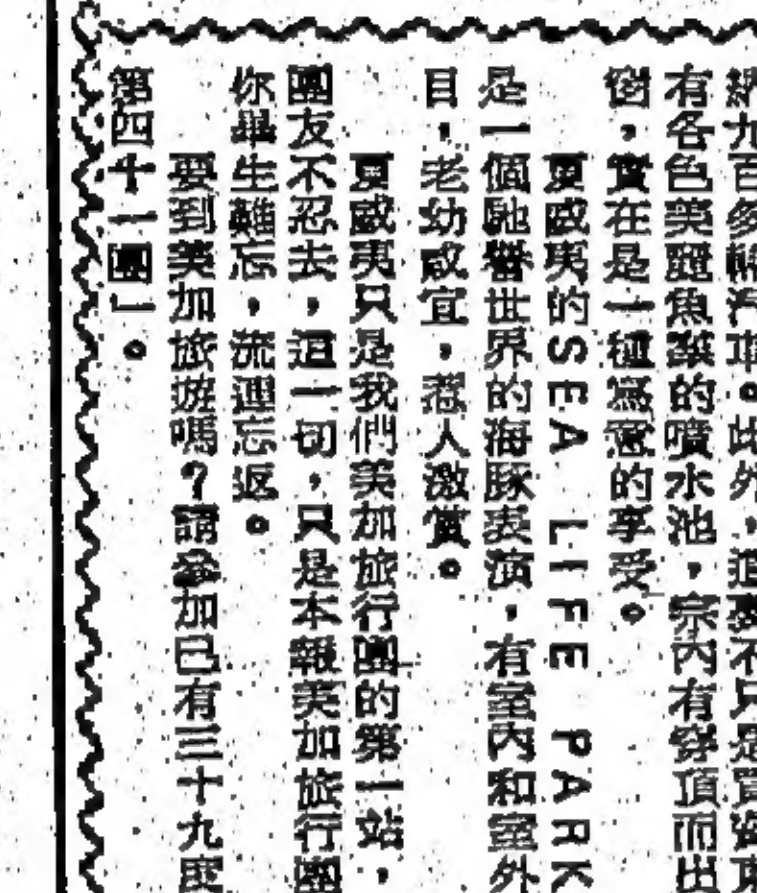 納九百多輛汽車。此外，這裏不只是買
有各色美麗魚類的噴水池，宗內有穿頂而出
實在是一種寫意的享受。
夏威夷的SEA LIFE PARK
是一個馳譽世界的海豚表演，有室內和室外
目，老幼咸宜，惹人激賞。
夏威夷只是我們美加旅行團的第一站，
團友不忍去，這一切，只是本報美加旅行團
你畢生難忘，流連忘返。
要到美加旅遊嗎？請參加已有三十九度
第四十一團」。